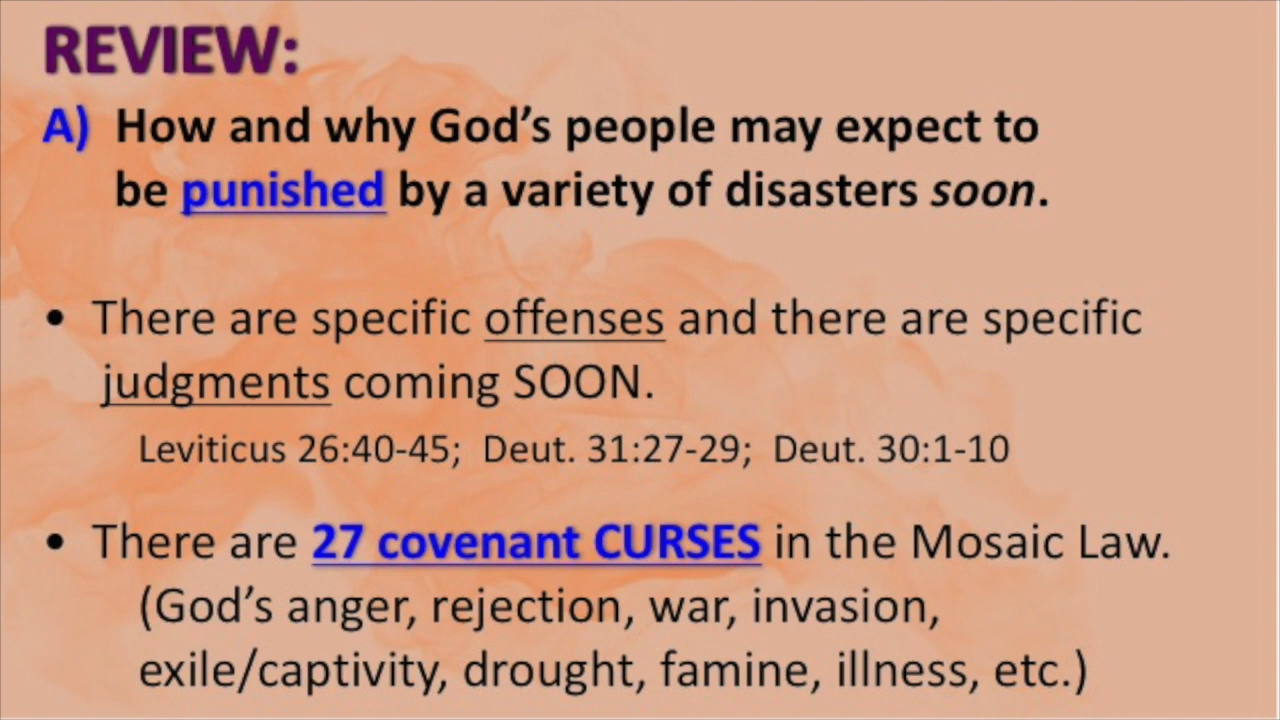 REVIEW:
A) How and why God's people may expect to
be punished by a variety of disasters soon.
• There are specific offenses and there are specific
judgments coming SOON.
Leviticus 26:40-45; Deut. 31:27-29; Deut. 30:1-10
• There are 27 covenant CURSES in the Mosaic Law.
(God's anger, rejection, war, invasion,
exile/captivity, drought, famine, illness, etc.)